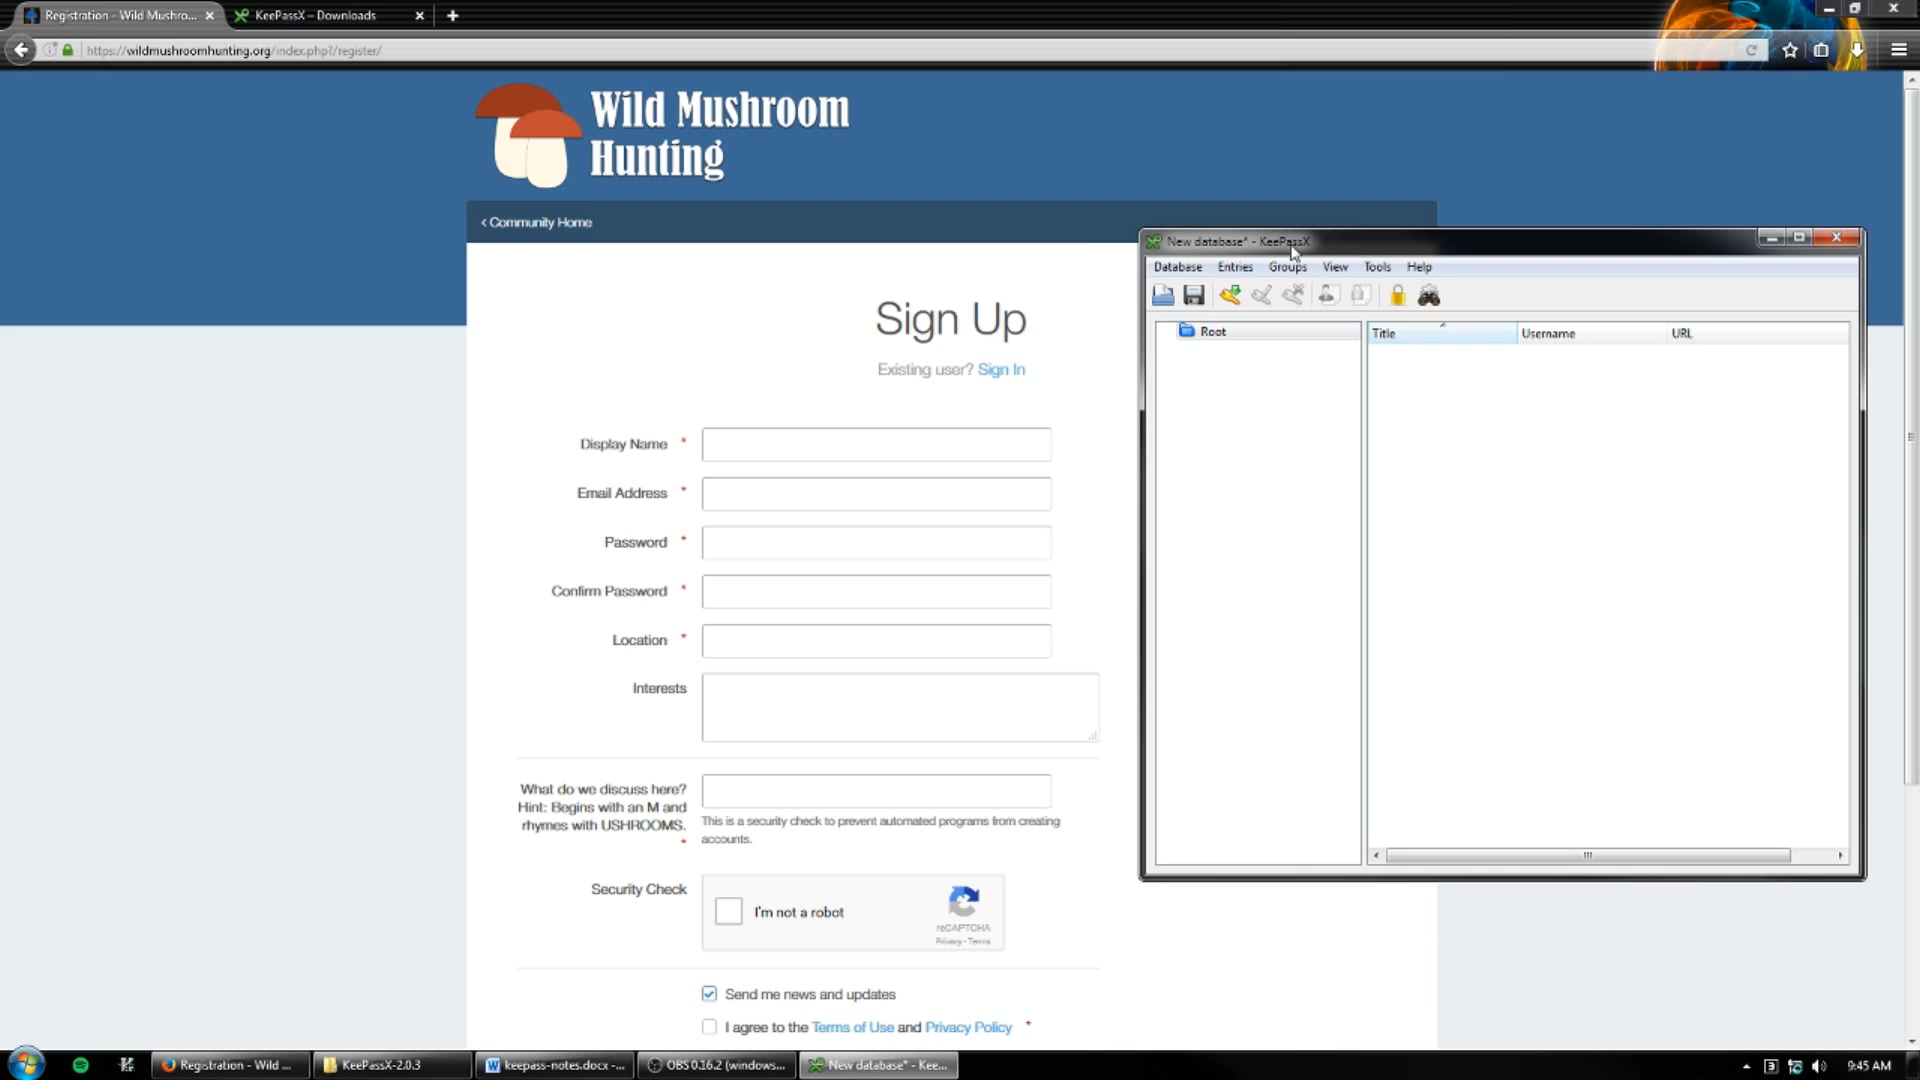 Registration - Wild Mushro...
KeePassX – Downloads
https://wildmushroomhunting.org/index.php?/register/
Wild Mushroom
Hunting
‹ Community Home
Sign Up
Existing user? Sign In
Display Name *
Email Address *
Password *
Confirm Password *
Location *
Interests
What do we discuss here?
Hint: Begins with an M and
rhymes with USHROOMS.
*
This is a security check to prevent automated programs from creating
accounts.
Security Check
I'm not a robot
reCAPTCHA
Privacy - Terms
Send me news and updates
I agree to the Terms of Use and Privacy Policy *
New database* - KeePassX
Database Entries Groups View Tools Help
Root
Title Username URL
Registration - Wild ...
KeePassX-2.0.3
keepass-notes.docx -...
OBS 0.16.2 (windows...
New database* - Kee...
9:45 AM